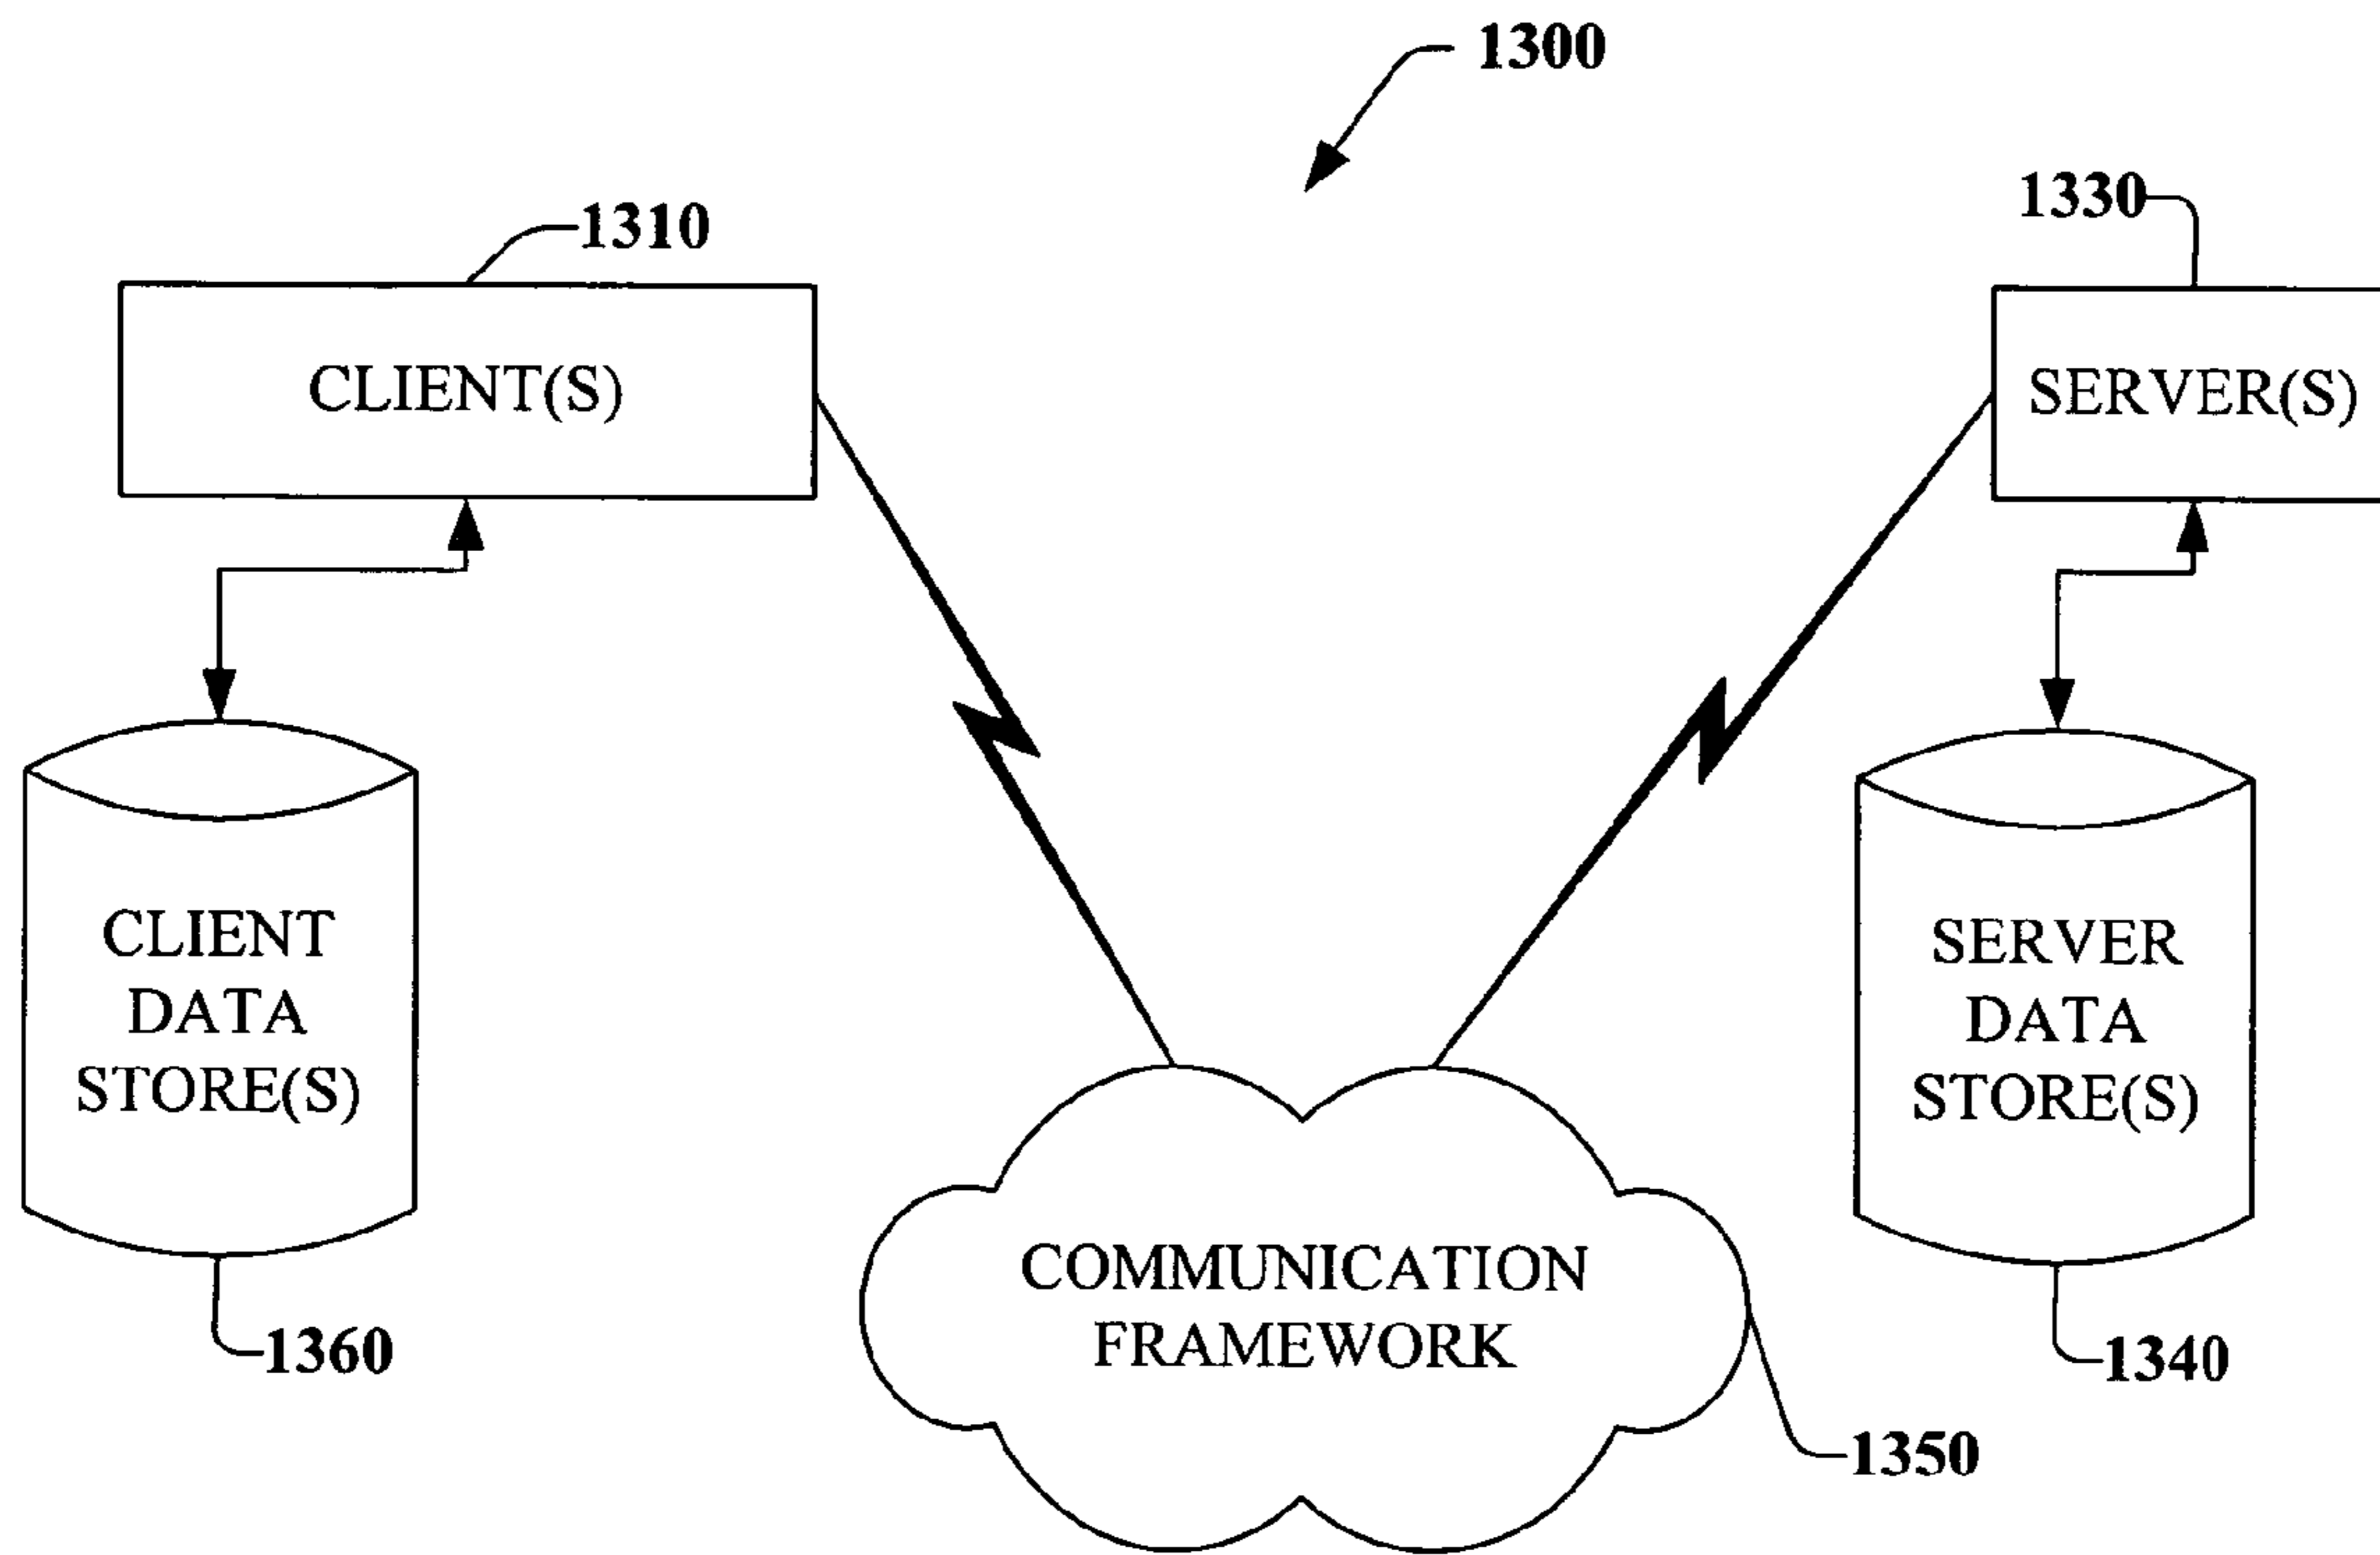 1300
1310
1330
CLIENT(S)
SERVER(S)
CLIENT
DATA
STORE(S)
SERVER
DATA
STORE(S)
COMMUNICATION
FRAMEWORK
1360
1340
1350